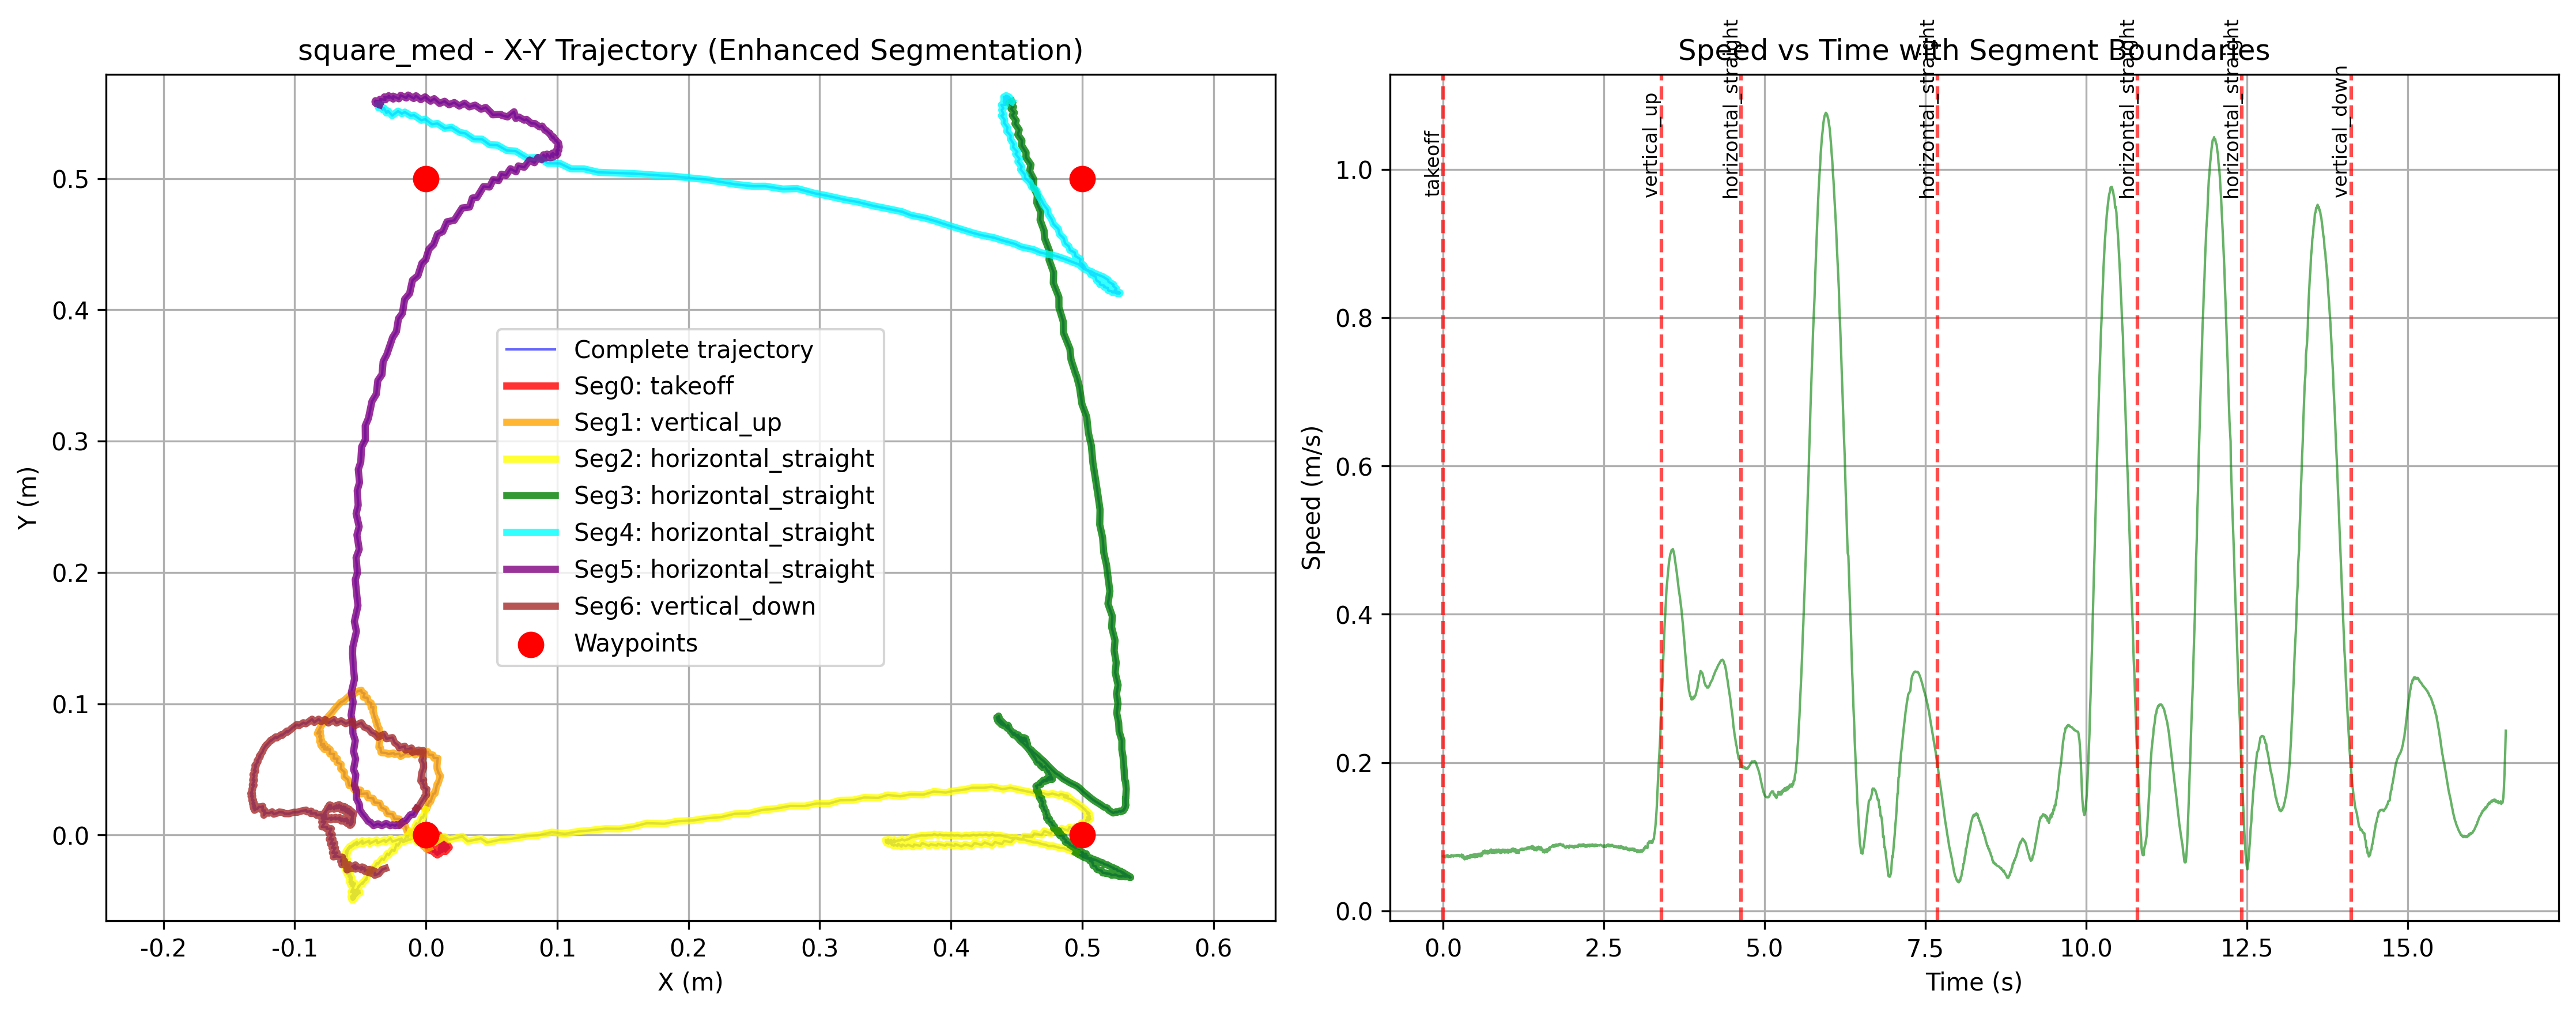 square_med - X-Y Trajectory (Enhanced Segmentation)
Y (m)
0.5
0.4
0.3
0.2
0.1
0.0
-0.2
-0.1
0.0
0.1
0.2
0.3
0.4
0.5
0.6
X (m)
Complete trajectory
Seg0: takeoff
Seg1: vertical_up
Seg2: horizontal_straight
Seg3: horizontal_straight
Seg4: horizontal_straight
Seg5: horizontal_straight
Seg6: vertical_down
Waypoints
Speed vs Time with Segment Boundaries
Speed (m/s)
1.0
0.8
0.6
0.4
0.2
0.0
takeoff
vertical_up
horizontal_straight
horizontal_straight
horizontal_straight
horizontal_straight
vertical_down
0.0
2.5
5.0
7.5
10.0
12.5
15.0
Time (s)